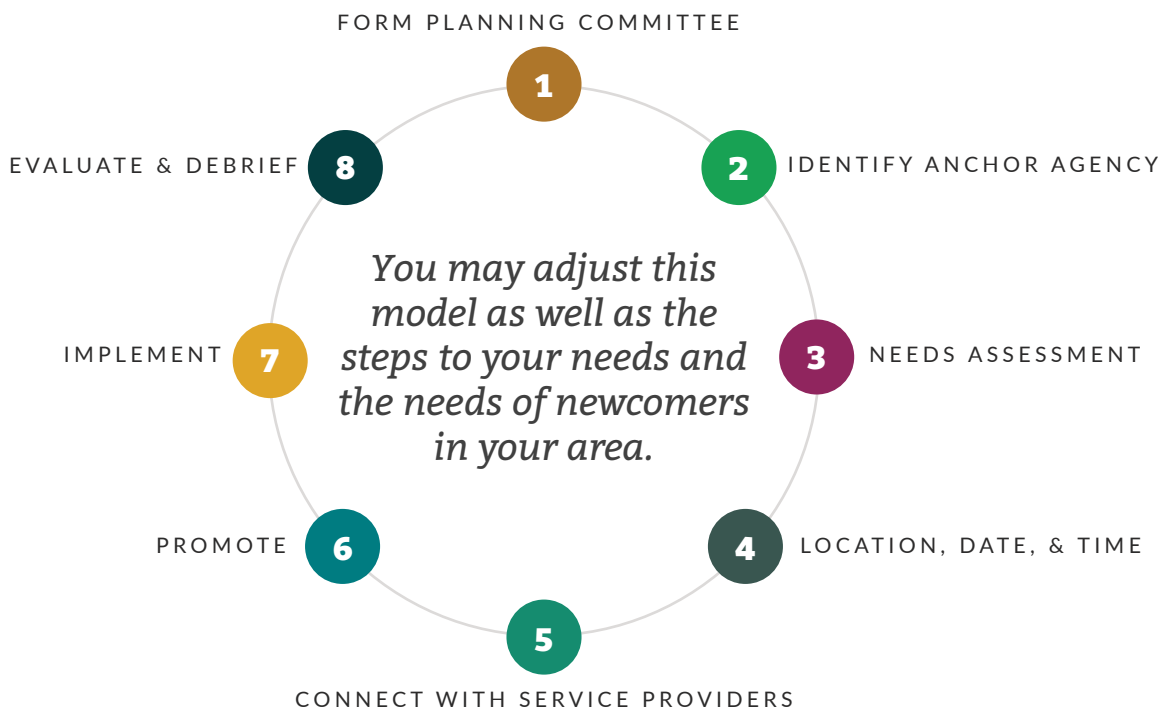 FORM PLANNING COMMITTEE
1
2
IDENTIFY ANCHOR AGENCY
3
NEEDS ASSESSMENT
4
LOCATION, DATE, & TIME
5
CONNECT WITH SERVICE PROVIDERS
6
PROMOTE
7
IMPLEMENT
8
EVALUATE & DEBRIEF
You may adjust this
model as well as the
steps to your needs and
the needs of newcomers
in your area.